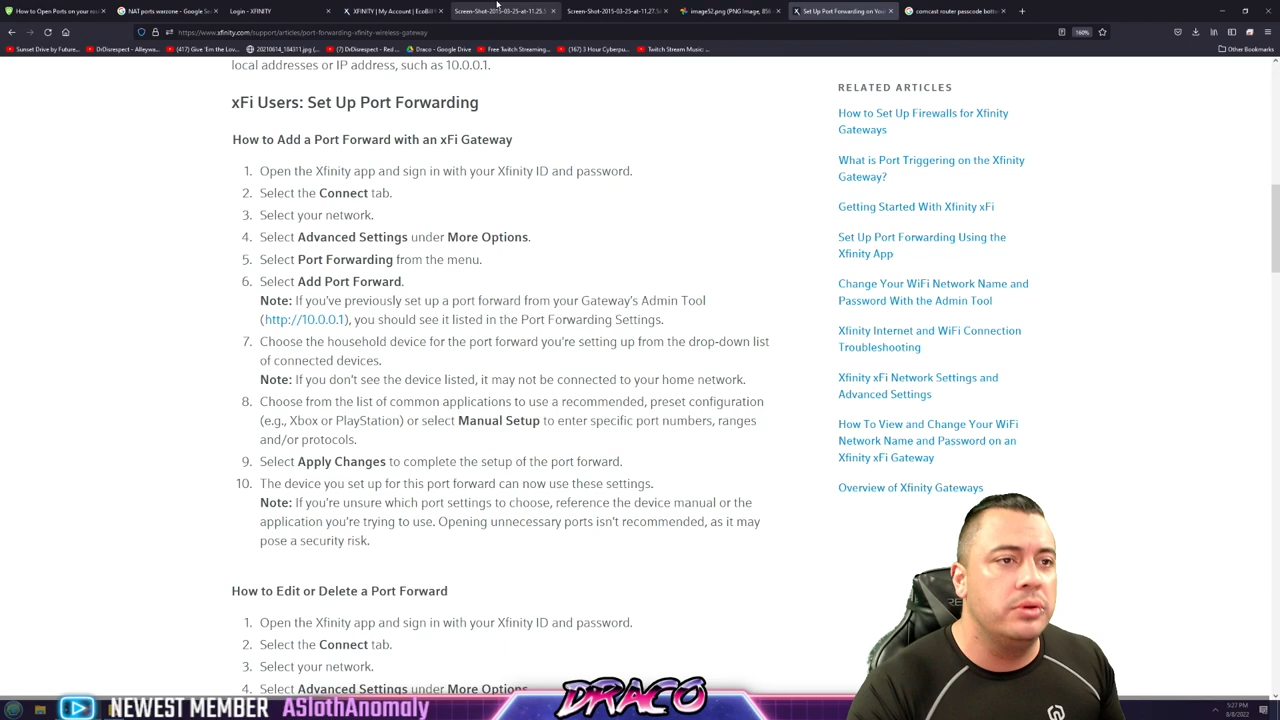 How to Open Ports on your rou
NAT ports warzone - Google Sea
Login - XFINITY
XFINITY | My Account | EcoBill®
Screen-Shot-2015-03-25-at-11.25.1
Screen-Shot-2015-03-25-at-11.27.54
image52.png (PNG Image, 858
Set Up Port Forwarding on You
comcast router passcode botto
https://www.xfinity.com/support/articles/port-forwarding-xfinity-wireless-gateway
160%
Sunset Drive by Future...
DrDisrespect - Alleywa...
(417) Give 'Em the Lov...
20210614_184311.jpg (...
(7) DrDisrespect - You...
Draco - Google Drive
Free Twitch Streaming...
(167) 3 Hour Cyberpu...
Twitch Stream Music: ...
Other Bookmarks
local addresses or IP address, such as 10.0.0.1.
xFi Users: Set Up Port Forwarding
How to Add a Port Forward with an xFi Gateway
1. Open the Xfinity app and sign in with your Xfinity ID and password.
2. Select the Connect tab.
3. Select your network.
4. Select Advanced Settings under More Options.
5. Select Port Forwarding from the menu.
6. Select Add Port Forward.
Note: If you've previously set up a port forward from your Gateway's Admin Tool
(http://10.0.0.1), you should see it listed in the Port Forwarding Settings.
7. Choose the household device for the port forward you're setting up from the drop-down list
of connected devices.
Note: If you don't see the device listed, it may not be connected to your home network.
8. Choose from the list of common applications to use a recommended, preset configuration
(e.g., Xbox or PlayStation) or select Manual Setup to enter specific port numbers, ranges
and/or protocols.
9. Select Apply Changes to complete the setup of the port forward.
10. The device you set up for this port forward can now use these settings.
Note: If you're unsure which port settings to choose, reference the device manual or the
application you're trying to use. Opening unnecessary ports isn't recommended, as it may
pose a security risk.
How to Edit or Delete a Port Forward
1. Open the Xfinity app and sign in with your Xfinity ID and password.
2. Select the Connect tab.
3. Select your network.
4. Select Advanced Settings under More Options.
RELATED ARTICLES
How to Set Up Firewalls for Xfinity
Gateways
What is Port Triggering on the Xfinity
Gateway?
Getting Started With Xfinity xFi
Set Up Port Forwarding Using the
Xfinity App
Change Your WiFi Network Name and
Password With the Admin Tool
Xfinity Internet and WiFi Connection
Troubleshooting
Xfinity xFi Network Settings and
Advanced Settings
How To View and Change Your WiFi
Network Name and Password on an
Xfinity xFi Gateway
Overview of Xfinity Gateways
NEWEST MEMBER ASlothAnomaly
DRACO
5:27 PM
8/8/2022